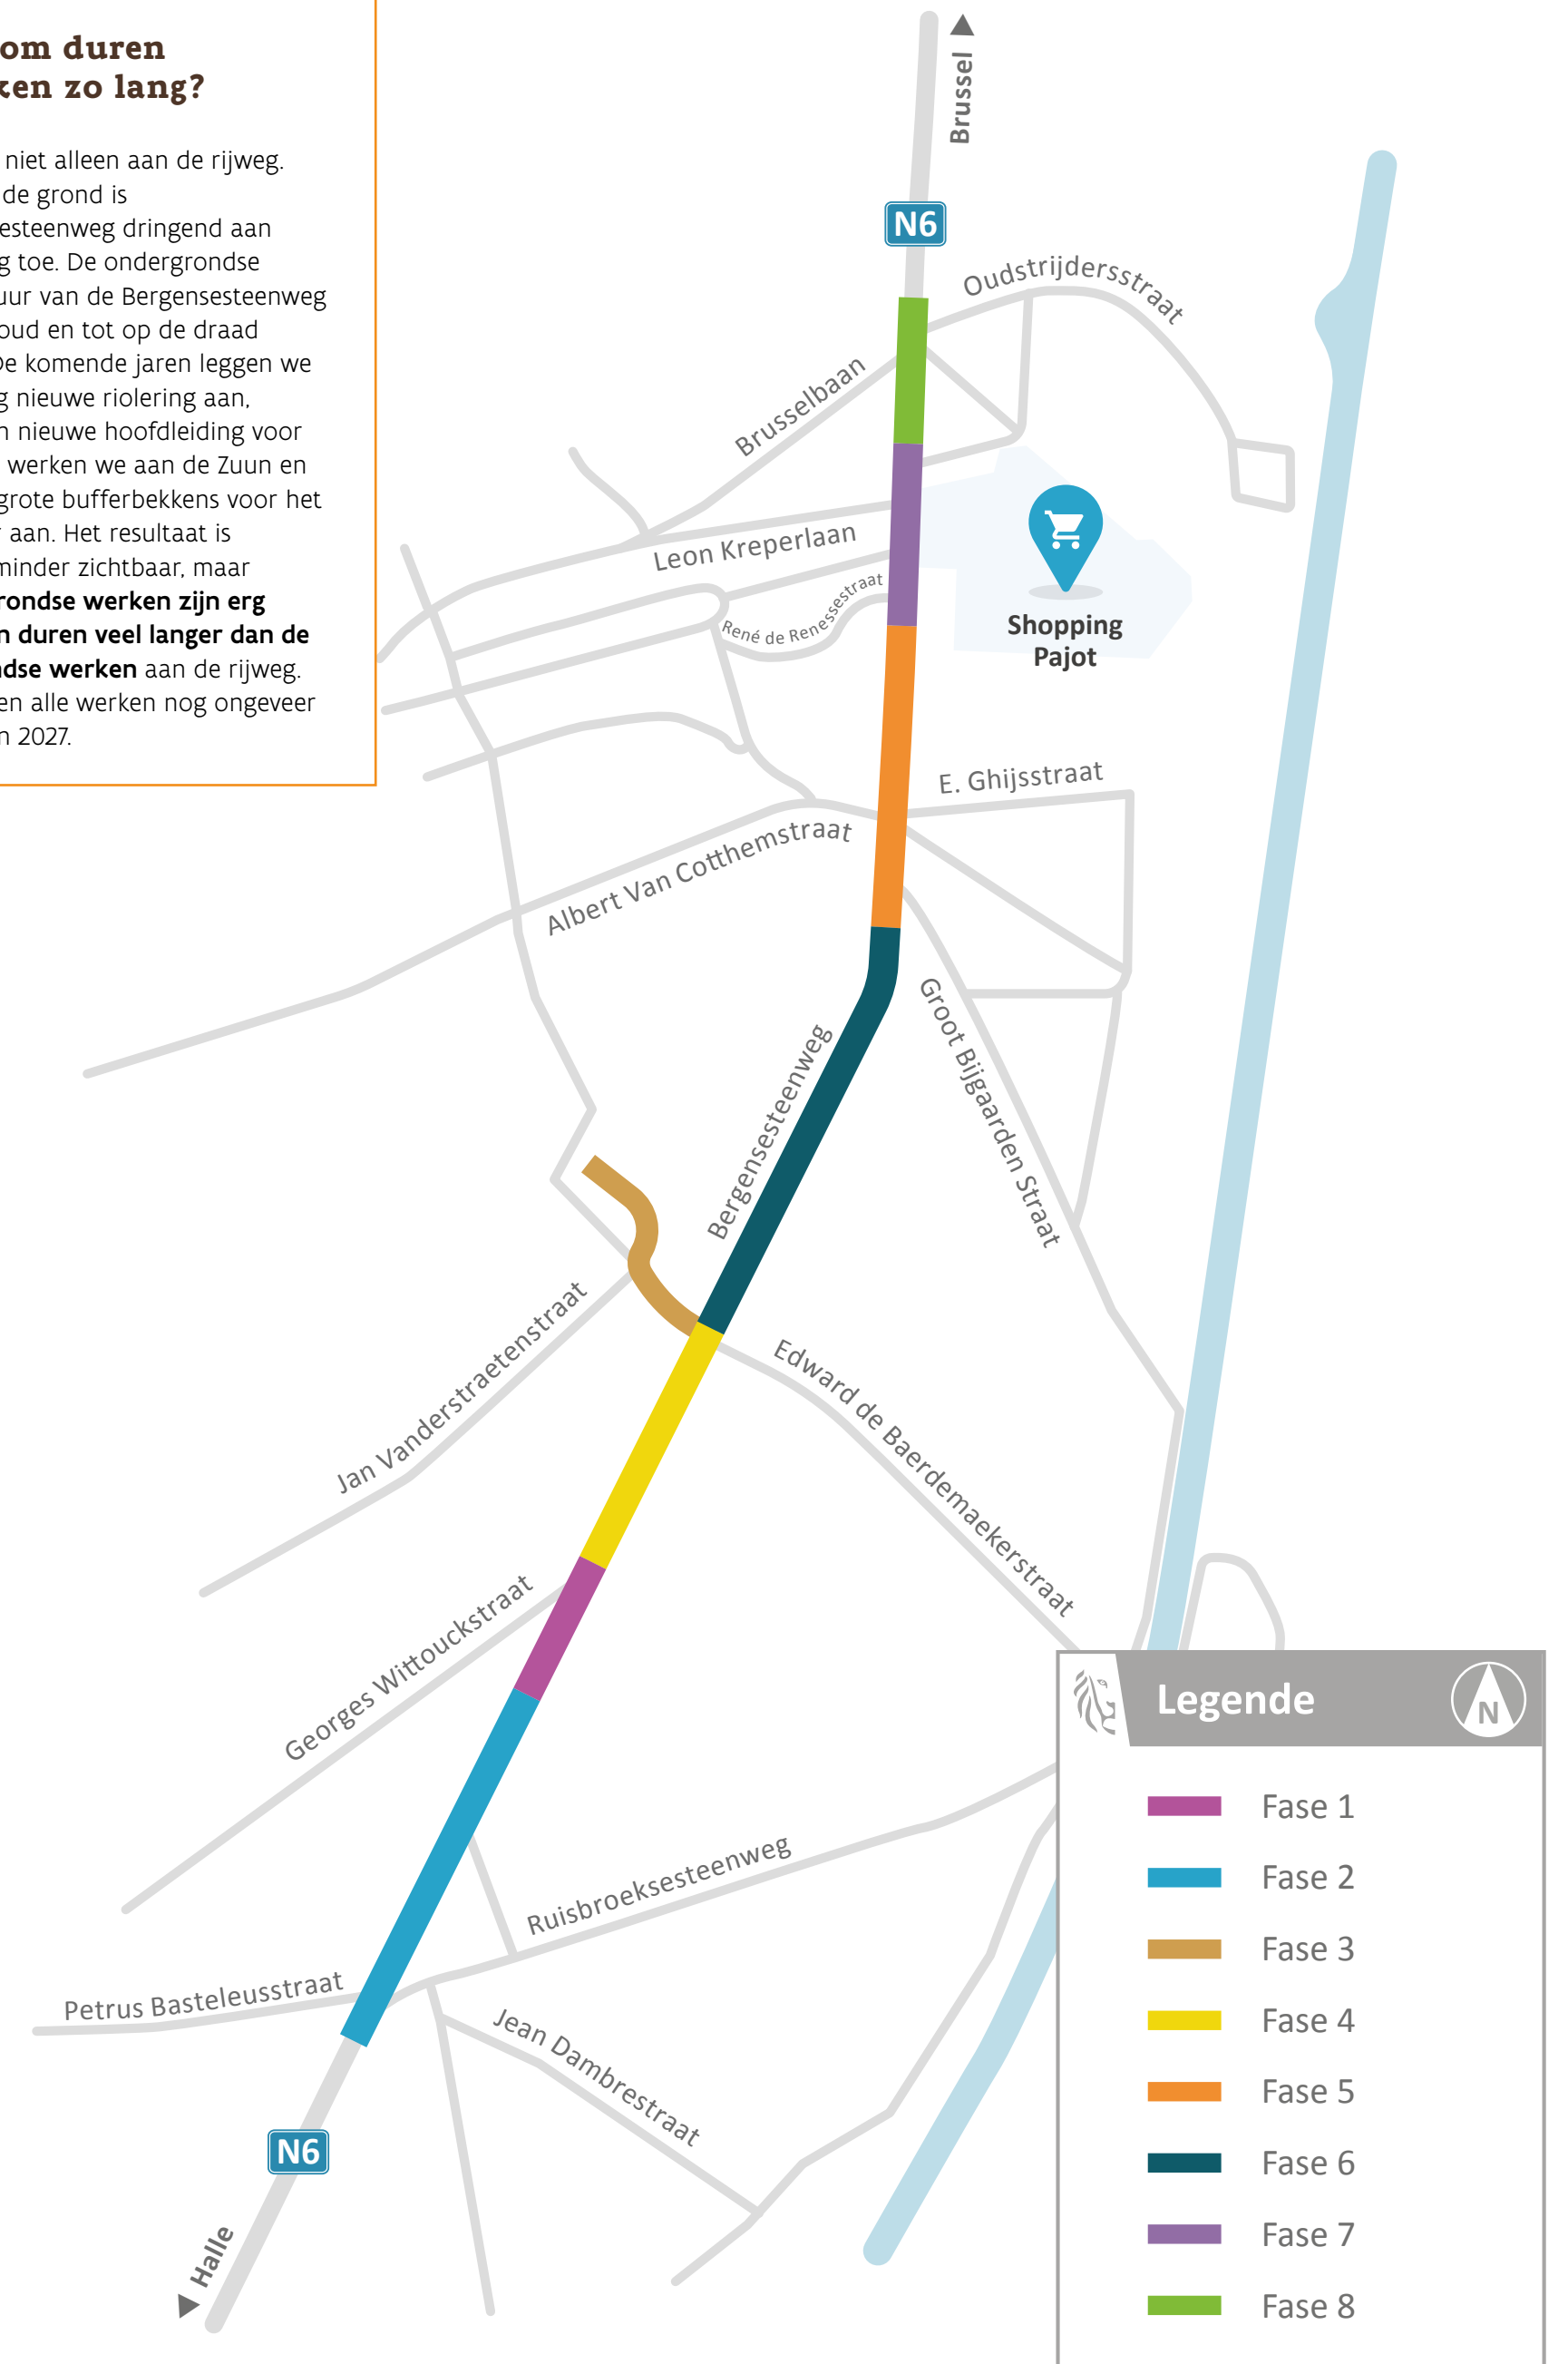 om duren
ken zo lang?
niet alleen aan de rijweg.
de grond is
esteenweg dringend aan
g toe. De ondergrondse
uur van de Bergensesteenweg
oud en tot op de draad
De komende jaren leggen we
g nieuwe riolering aan,
n nieuwe hoofdleiding voor
werken we aan de Zuun en
grote bufferbekkens voor het
r aan. Het resultaat is
minder zichtbaar, maar
rondse werken zijn erg
n duren veel langer dan de
ndse werken aan de rijweg.
en alle werken nog ongeveer
n 2027.
Brussel
N6
Oudstrijdersstraat
Brusselbaan
Leon Kreperlaan
René de Renessestraat
Shopping
Pajot
E. Ghijsstraat
Albert Van Cotthemstraat
Groot Bijgaarden Straat
Bergensesteenweg
Jan Vanderstraetenstraat
Edward de Baerdemaekerstraat
Georges Wittouckstraat
Ruisbroeksesteenweg
Petrus Basteleusstraat
Jean Dambrestraat
N6
Halle
Legende
N
Fase 1
Fase 2
Fase 3
Fase 4
Fase 5
Fase 6
Fase 7
Fase 8